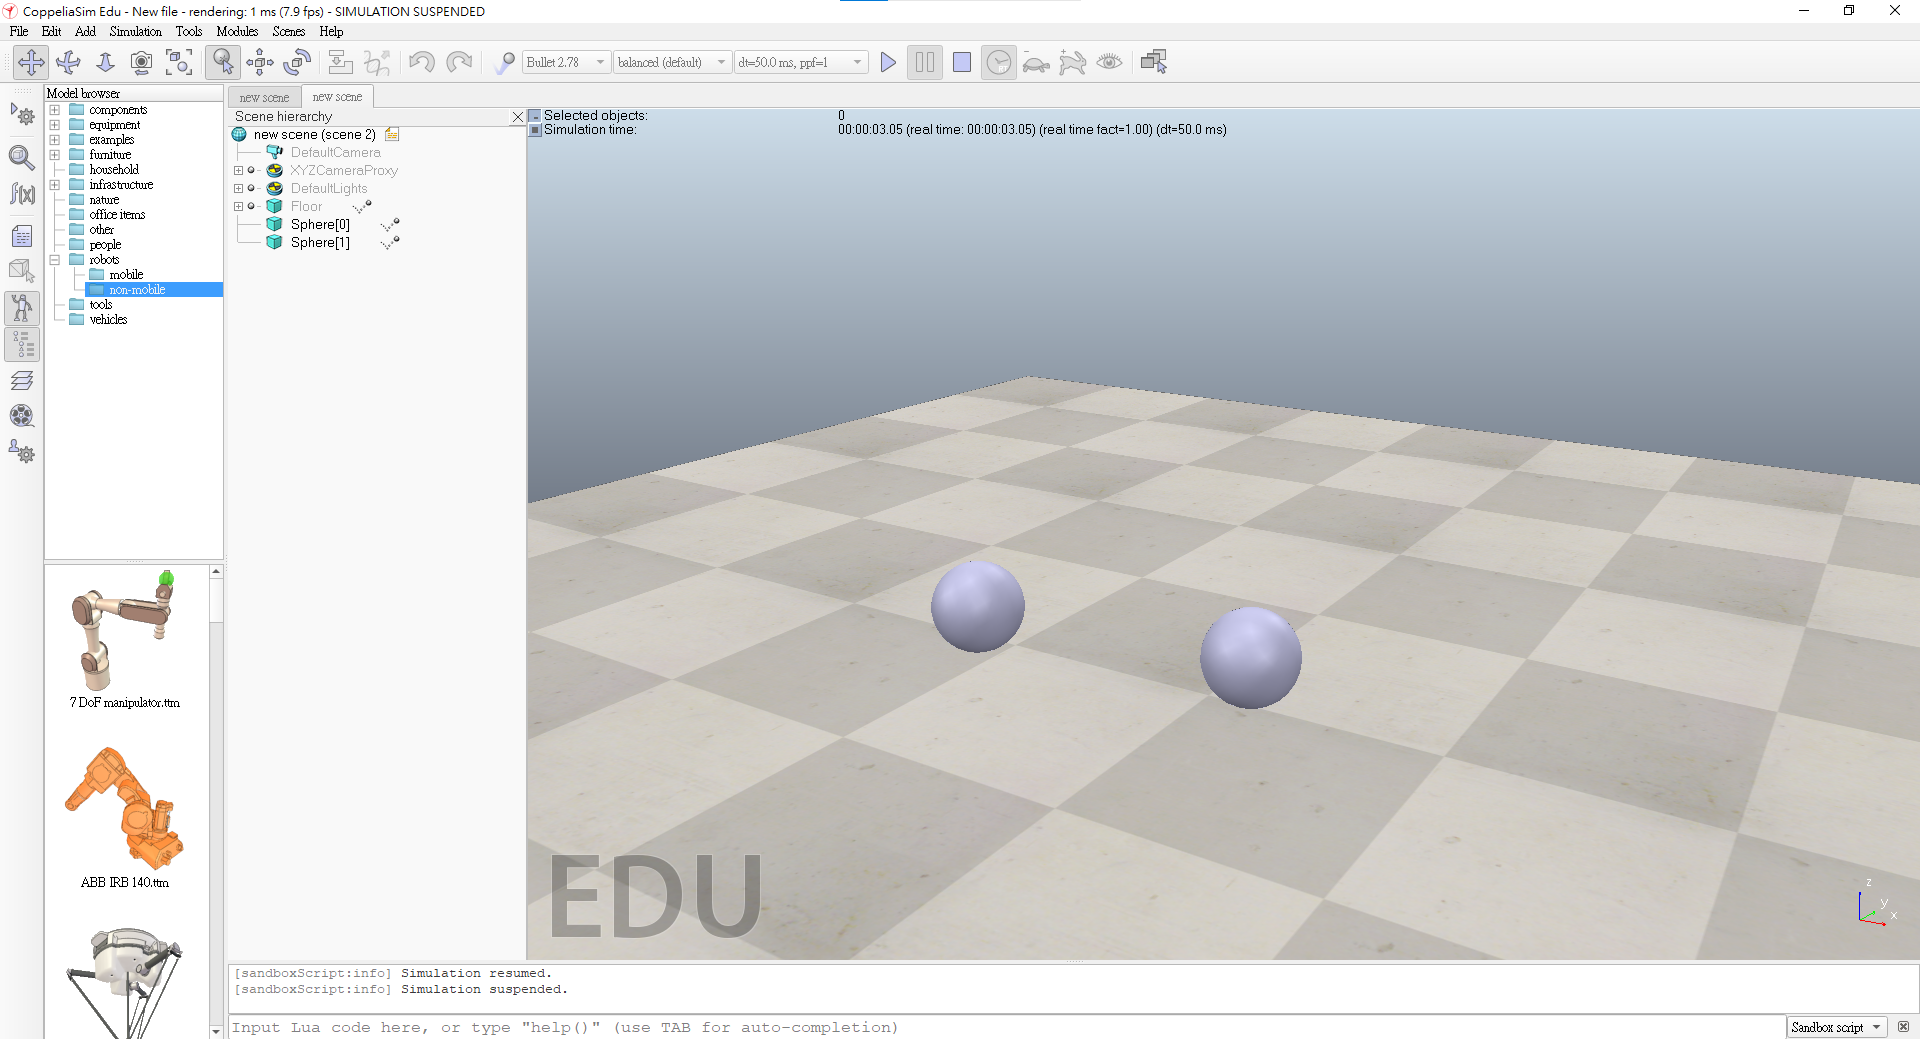 CoppeliaSim Edu - New file - rendering: 1 ms (7.9 fps) - SIMULATION SUSPENDED
File Edit Add Simulation Tools Modules Scenes Help
Bullet 2.78 balanced (default) dt=50.0 ms, ppf=1
Model browser
components
equipment
examples
furniture
household
infrastructure
nature
office items
other
people
robots
mobile
non-mobile
tools
vehicles
7 DoF manipulator.ttm
ABB IRB 140.ttm
new scene new scene
Scene hierarchy
new scene (scene 2)
DefaultCamera
XYZCameraProxy
DefaultLights
Floor
Sphere[0]
Sphere[1]
Selected objects: 0
Simulation time: 00:00:03.05 (real time: 00:00:03.05) (real time fact=1.00) (dt=50.0 ms)
EDU
z
y
x
[sandboxScript:info] Simulation resumed.
[sandboxScript:info] Simulation suspended.
Input Lua code here, or type "help()" (use TAB for auto-completion)
Sandbox script